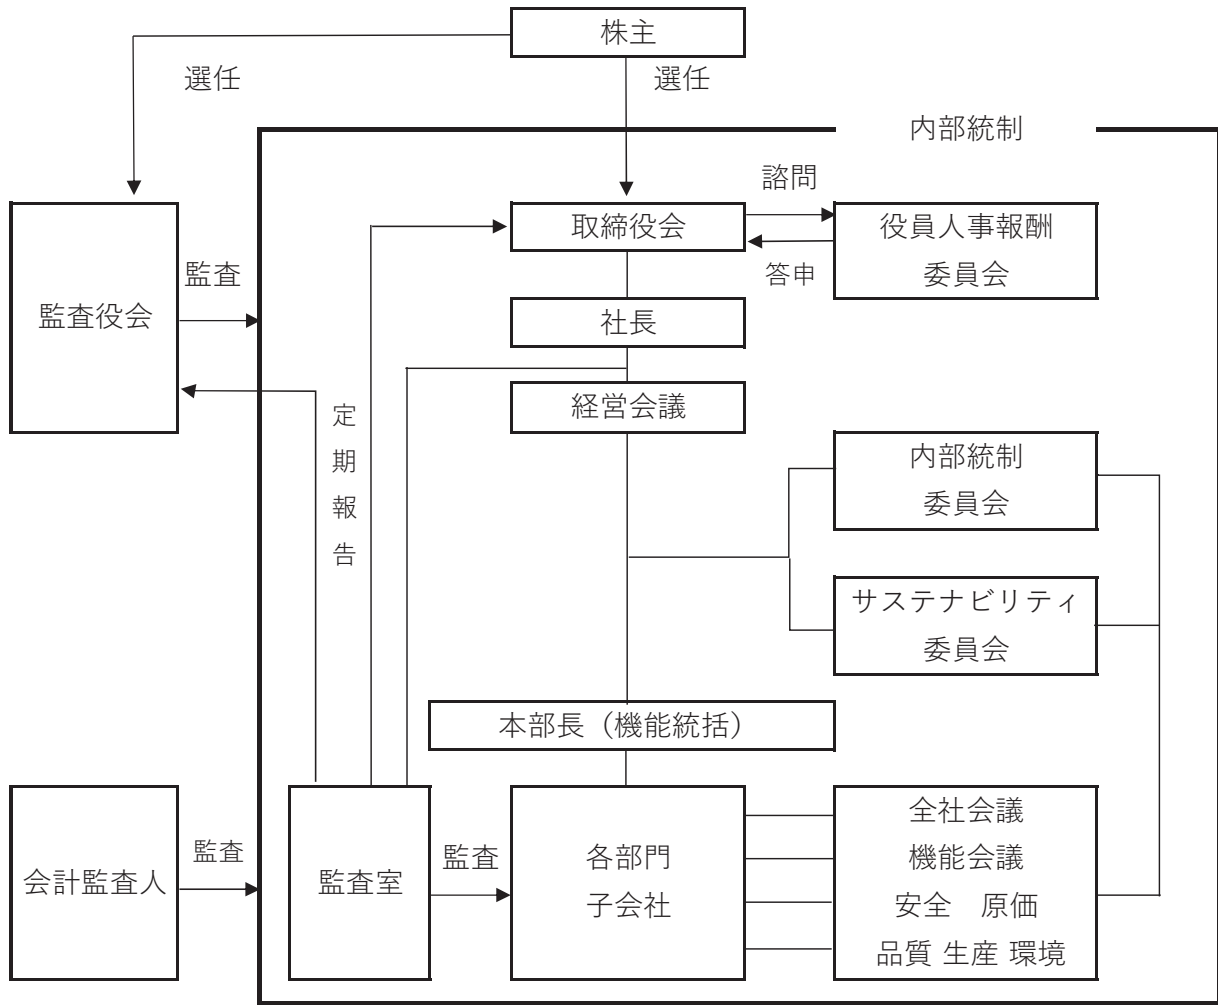 株主
選任
選任
内部統制
諮問
取締役会
役員人事報酬
委員会
答申
監査
監査役会
社長
経営会議
定期報告
内部統制
委員会
サステナビリティ
委員会
本部長（機能統括）
会計監査人
監査
監査室
監査
各部門
子会社
全社会議
機能会議
安全　原価
品質 生産 環境